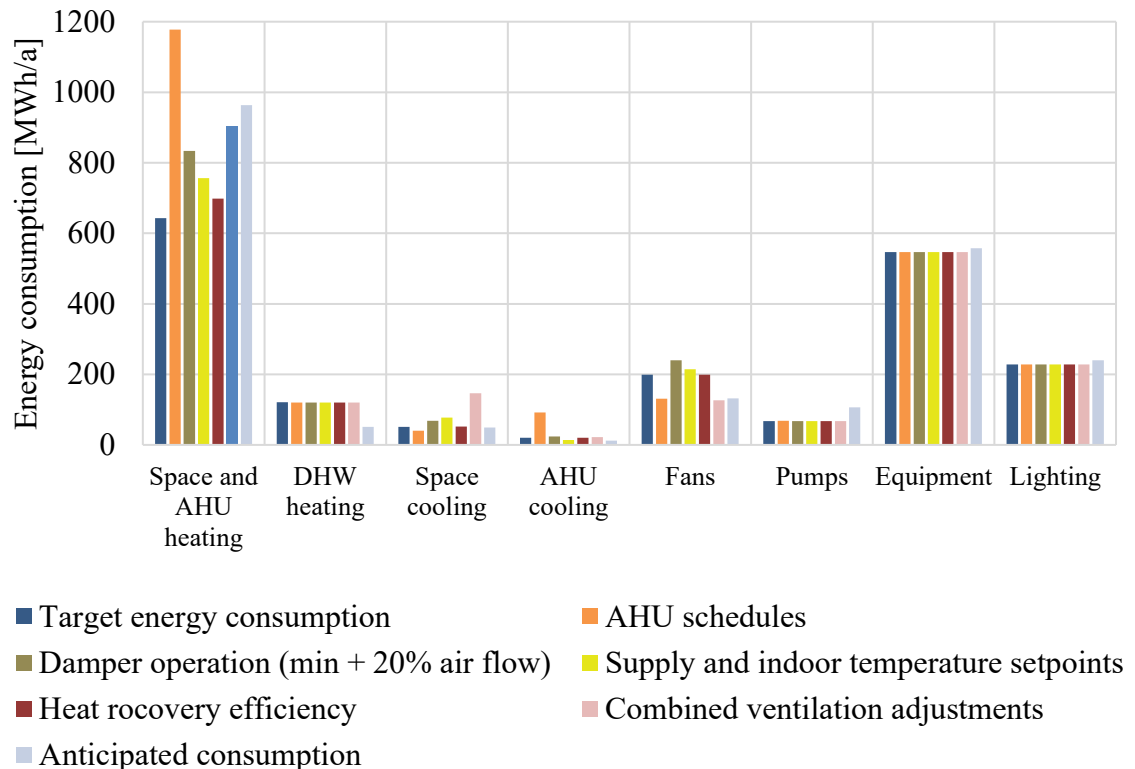 Energy consumption [MWh/a]
1200
1000
800
600
400
200
0
Space and
AHU
heating
DHW
heating
Space
cooling
AHU
cooling
Fans
Pumps
Equipment
Lighting
Target energy consumption
AHU schedules
Damper operation (min + 20% air flow)
Supply and indoor temperature setpoints
Heat rocovery efficiency
Combined ventilation adjustments
Anticipated consumption